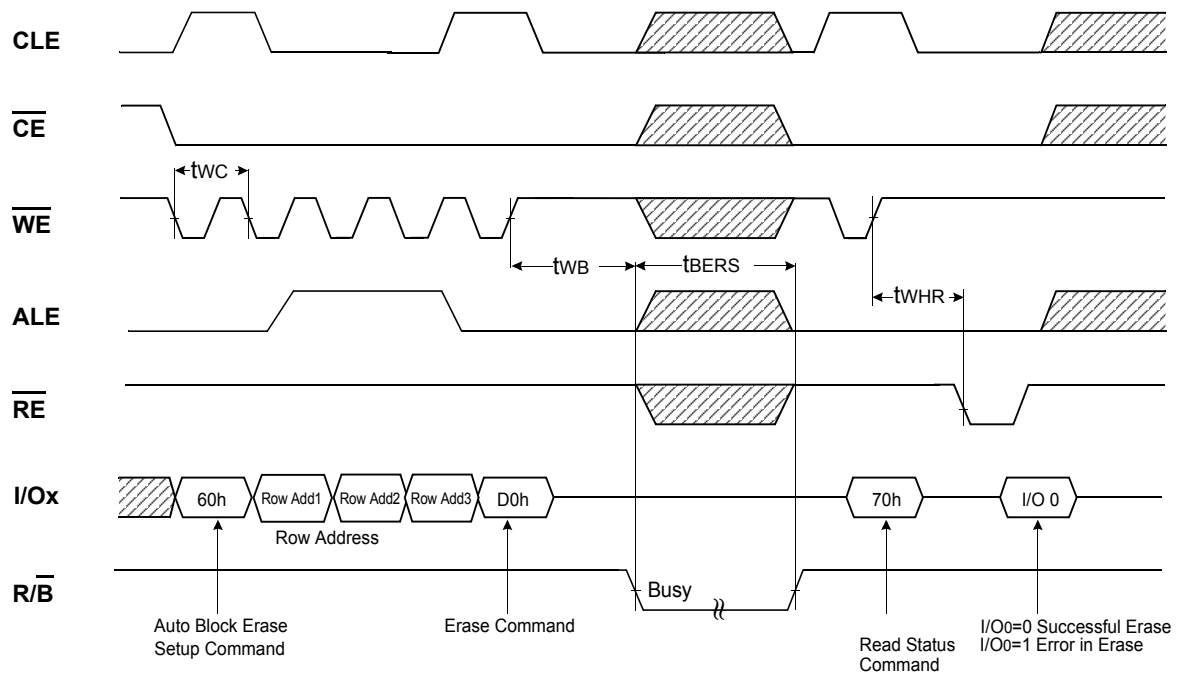 CLE
CE
tWC
WE
tWB
tBERS
tWHR
ALE
RE
I/Ox
60h
Row Add1
Row Add2
Row Add3
D0h
70h
I/O 0
Row Address
R/B
Busy
Auto Block Erase
Setup Command
Erase Command
Read Status
Command
I/O0=0 Successful Erase
I/O0=1 Error in Erase